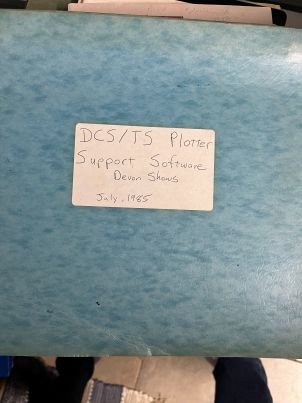 DCS/TS Plotter
Support Software
Devon Shows
July, 1985